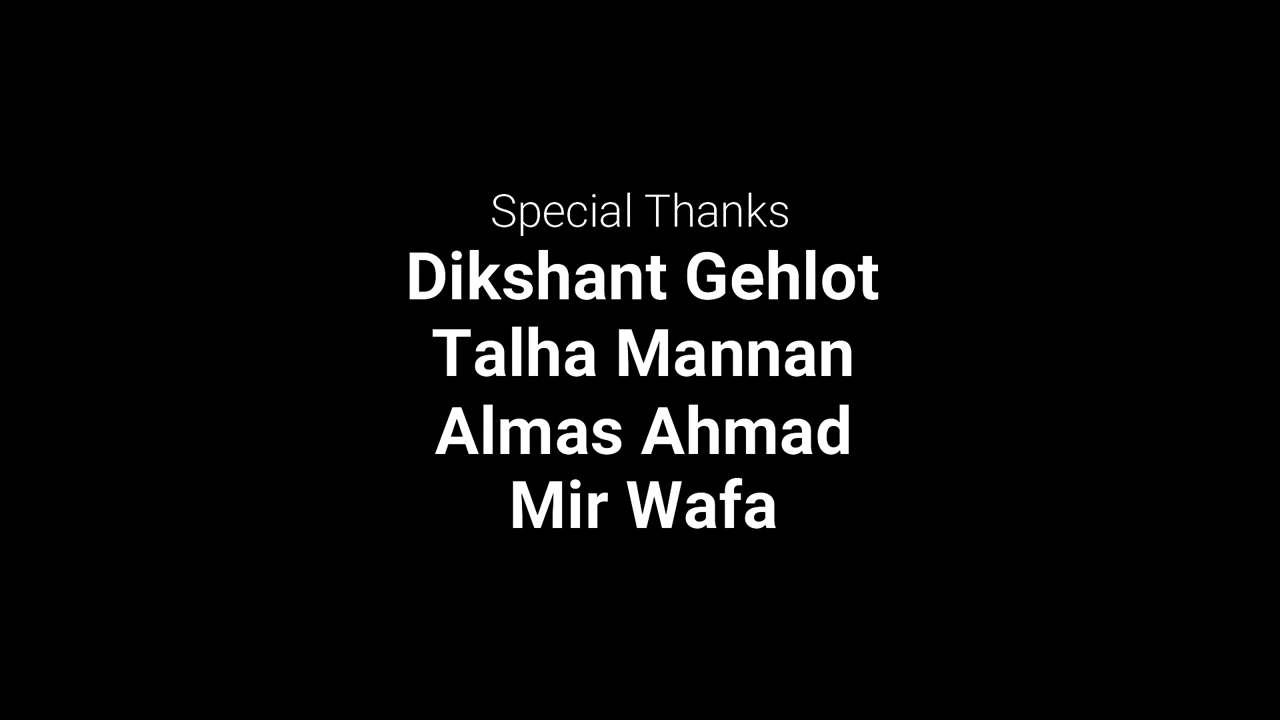 Special Thanks
Dikshant Gehlot
Talha Mannan
Almas Ahmad
Mir Wafa